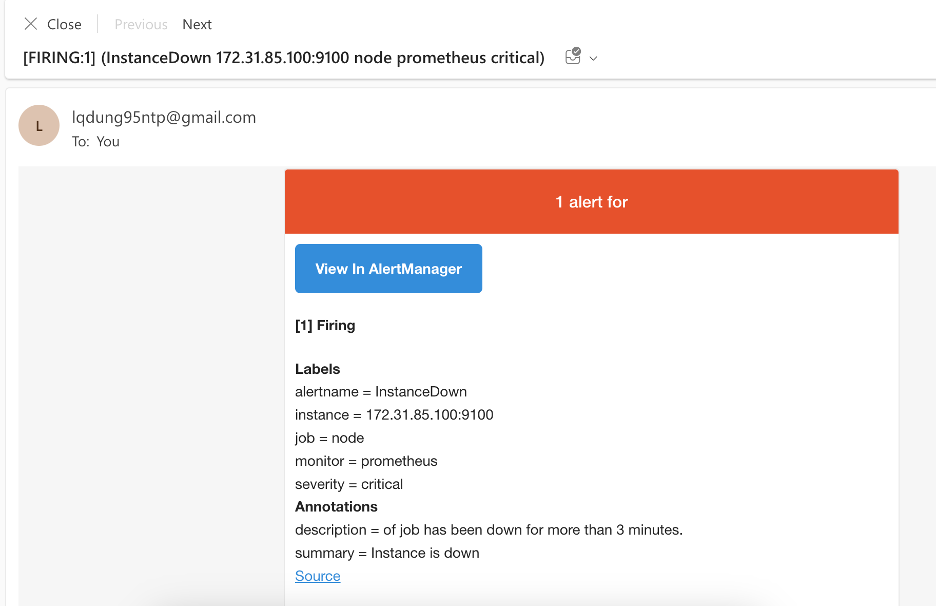 Close Previous Next
[FIRING:1] (InstanceDown 172.31.85.100:9100 node prometheus critical)
L
lqdung95ntp@gmail.com
To: You
1 alert for
View In AlertManager
[1] Firing
Labels
alertname = InstanceDown
instance = 172.31.85.100:9100
job = node
monitor = prometheus
severity = critical
Annotations
description = of job has been down for more than 3 minutes.
summary = Instance is down
Source